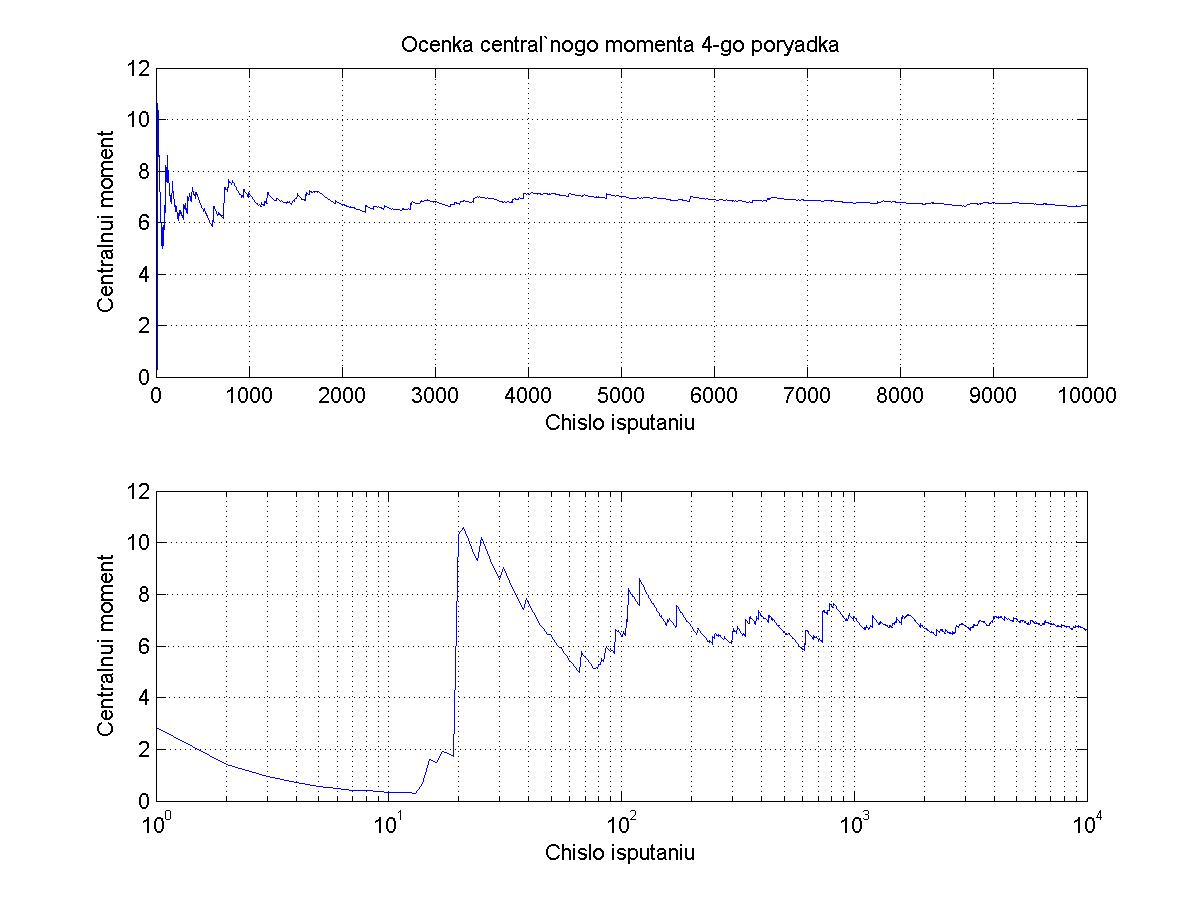 Ocenka central`nogo momenta 4-go poryadka
Centralnui moment
12
10
8
6
4
2
0
0 1000 2000 3000 4000 5000 6000 7000 8000 9000 10000
Chislo isputaniu
Centralnui moment
12
10
8
6
4
2
0
10^0 10^1 10^2 10^3 10^4
Chislo isputaniu